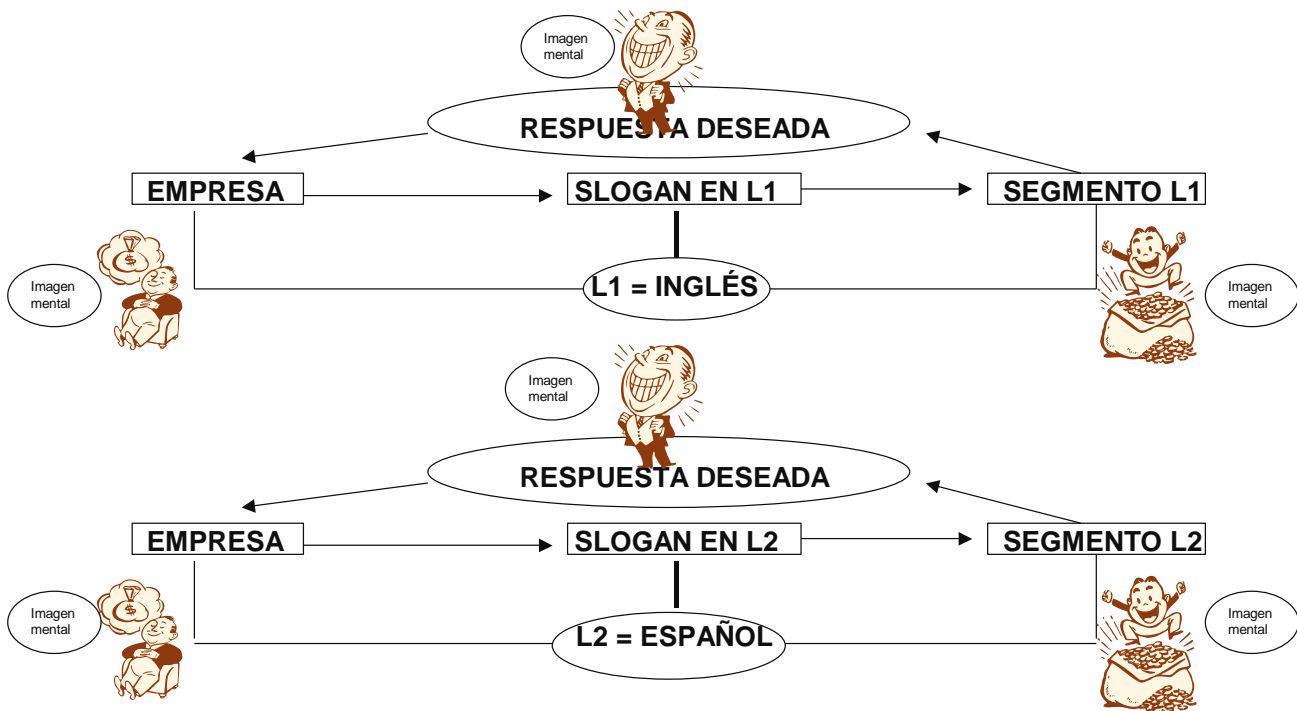 Imagen
mental
RESPUESTA DESEADA
EMPRESA
SLOGAN EN L1
SEGMENTO L1
$
Imagen
mental
L1 = INGLÉS
Imagen
mental
Imagen
mental
RESPUESTA DESEADA
EMPRESA
SLOGAN EN L2
SEGMENTO L2
$
Imagen
mental
L2 = ESPAÑOL
Imagen
mental